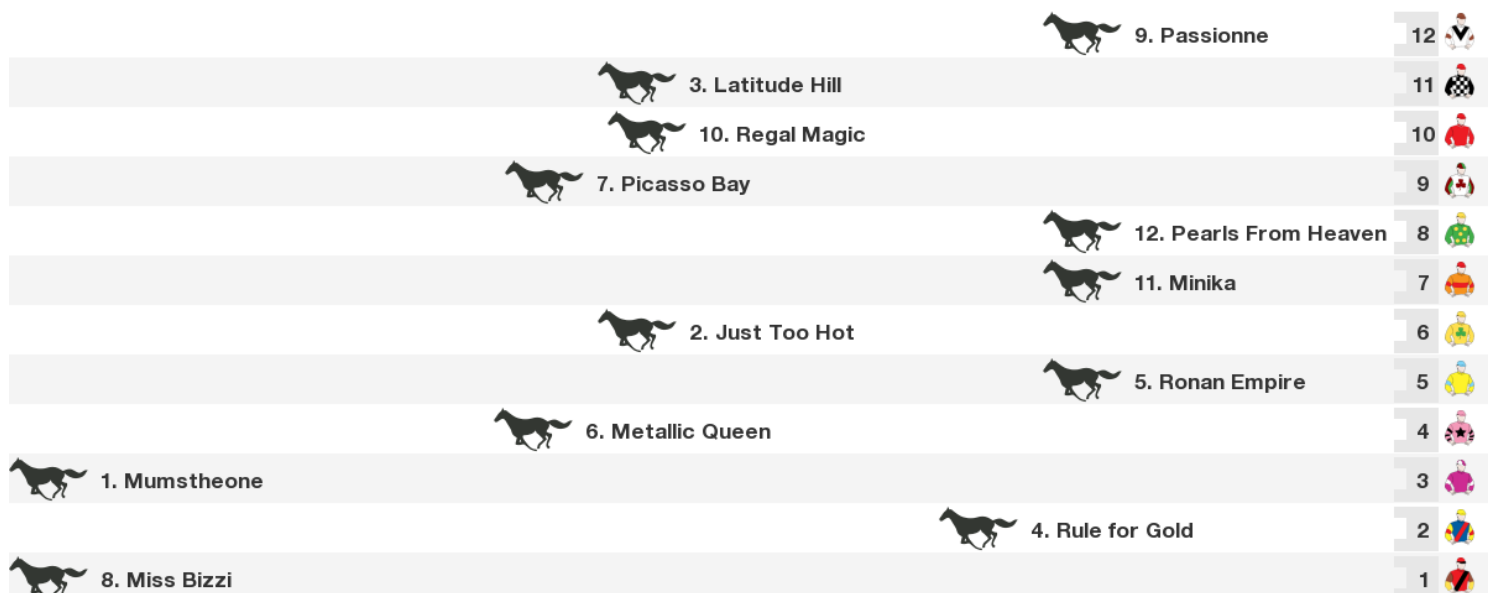 9. Passionne 12
3. Latitude Hill 11
10. Regal Magic 10
7. Picasso Bay 9
12. Pearls From Heaven 8
11. Minika 7
2. Just Too Hot 6
5. Ronan Empire 5
6. Metallic Queen 4
1. Mumstheone 3
4. Rule for Gold 2
8. Miss Bizzi 1